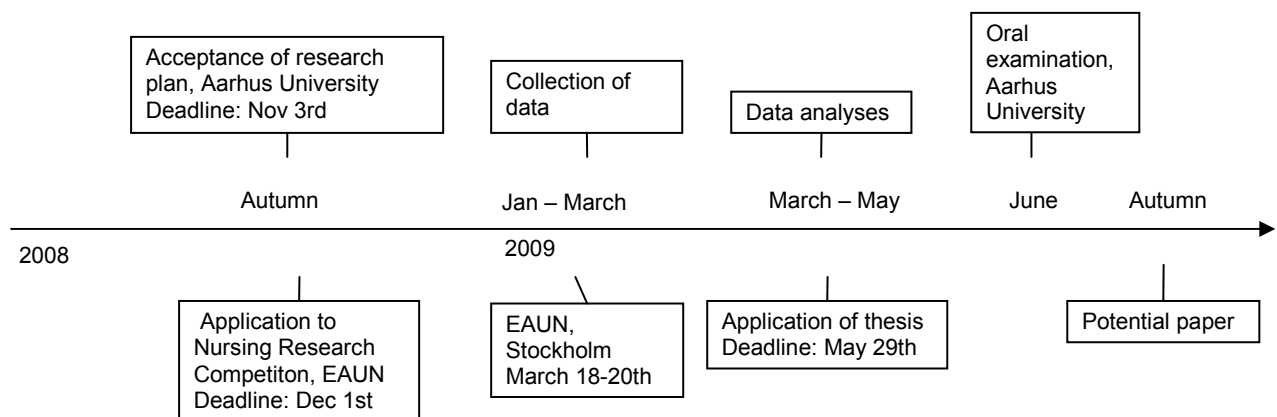 Acceptance of research
plan, Aarhus University
Deadline: Nov 3rd
Collection of
data
Data analyses
Oral
examination,
Aarhus
University
Autumn
Jan – March
March – May
June
Autumn
2008
2009
Application to
Nursing Research
Competiton, EAUN
Deadline: Dec 1st
EAUN,
Stockholm
March 18-20th
Application of thesis
Deadline: May 29th
Potential paper